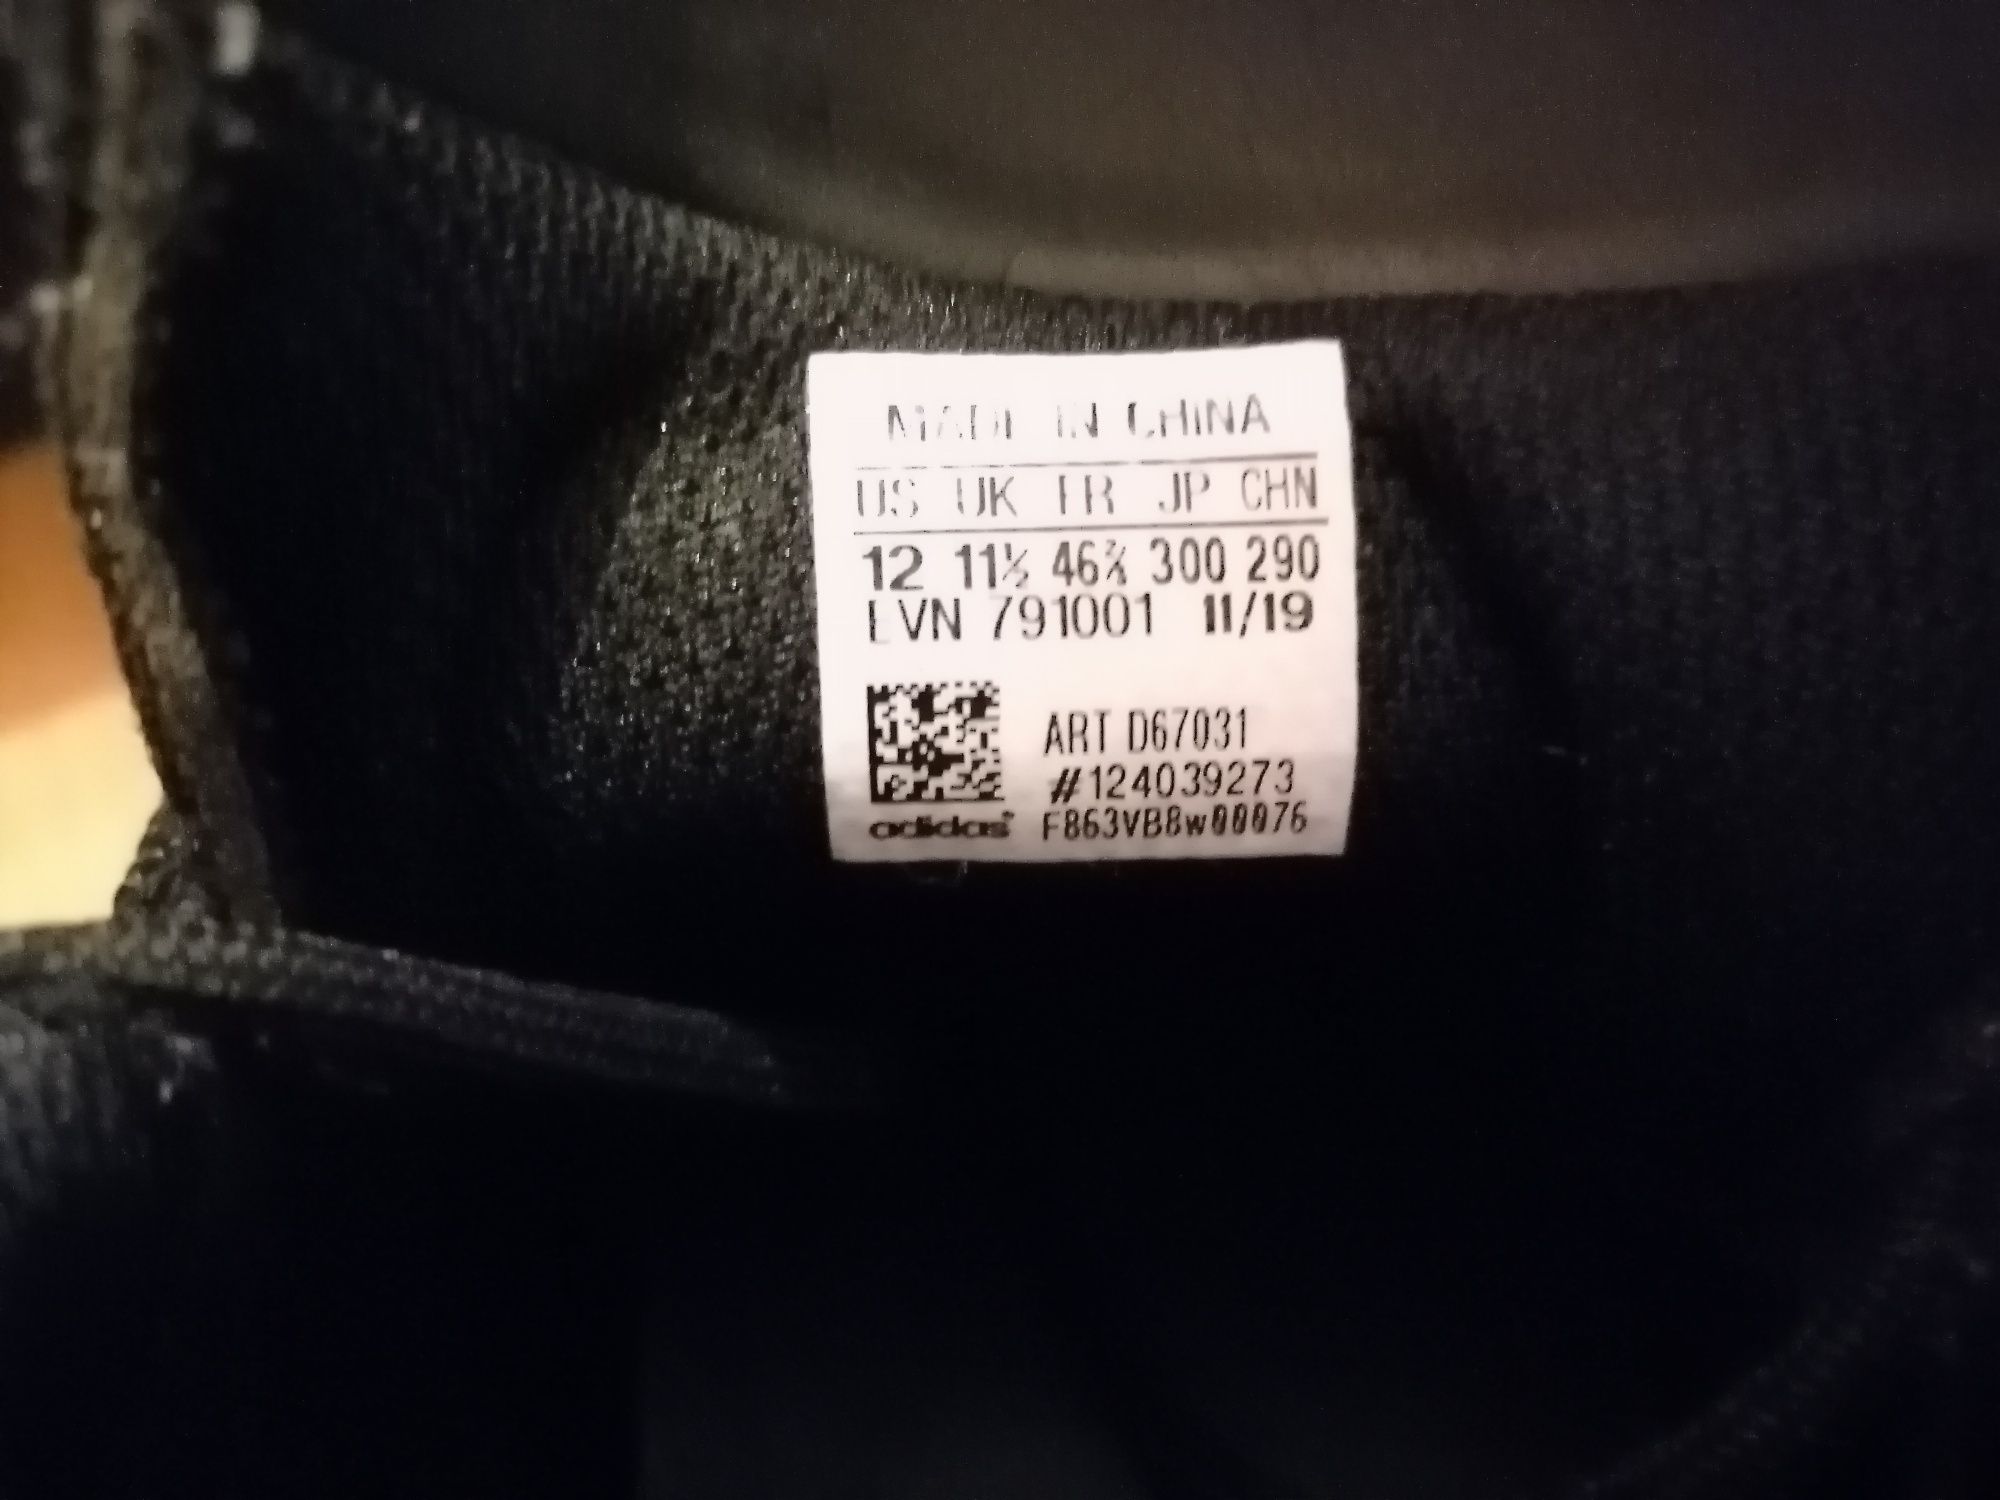 MADE IN CHINA
US UK FR JP CHN
12 11½ 46⅔ 300 290
EVN 791001 11/19
ART D67031
#124039273
adidas F863VB8w00076